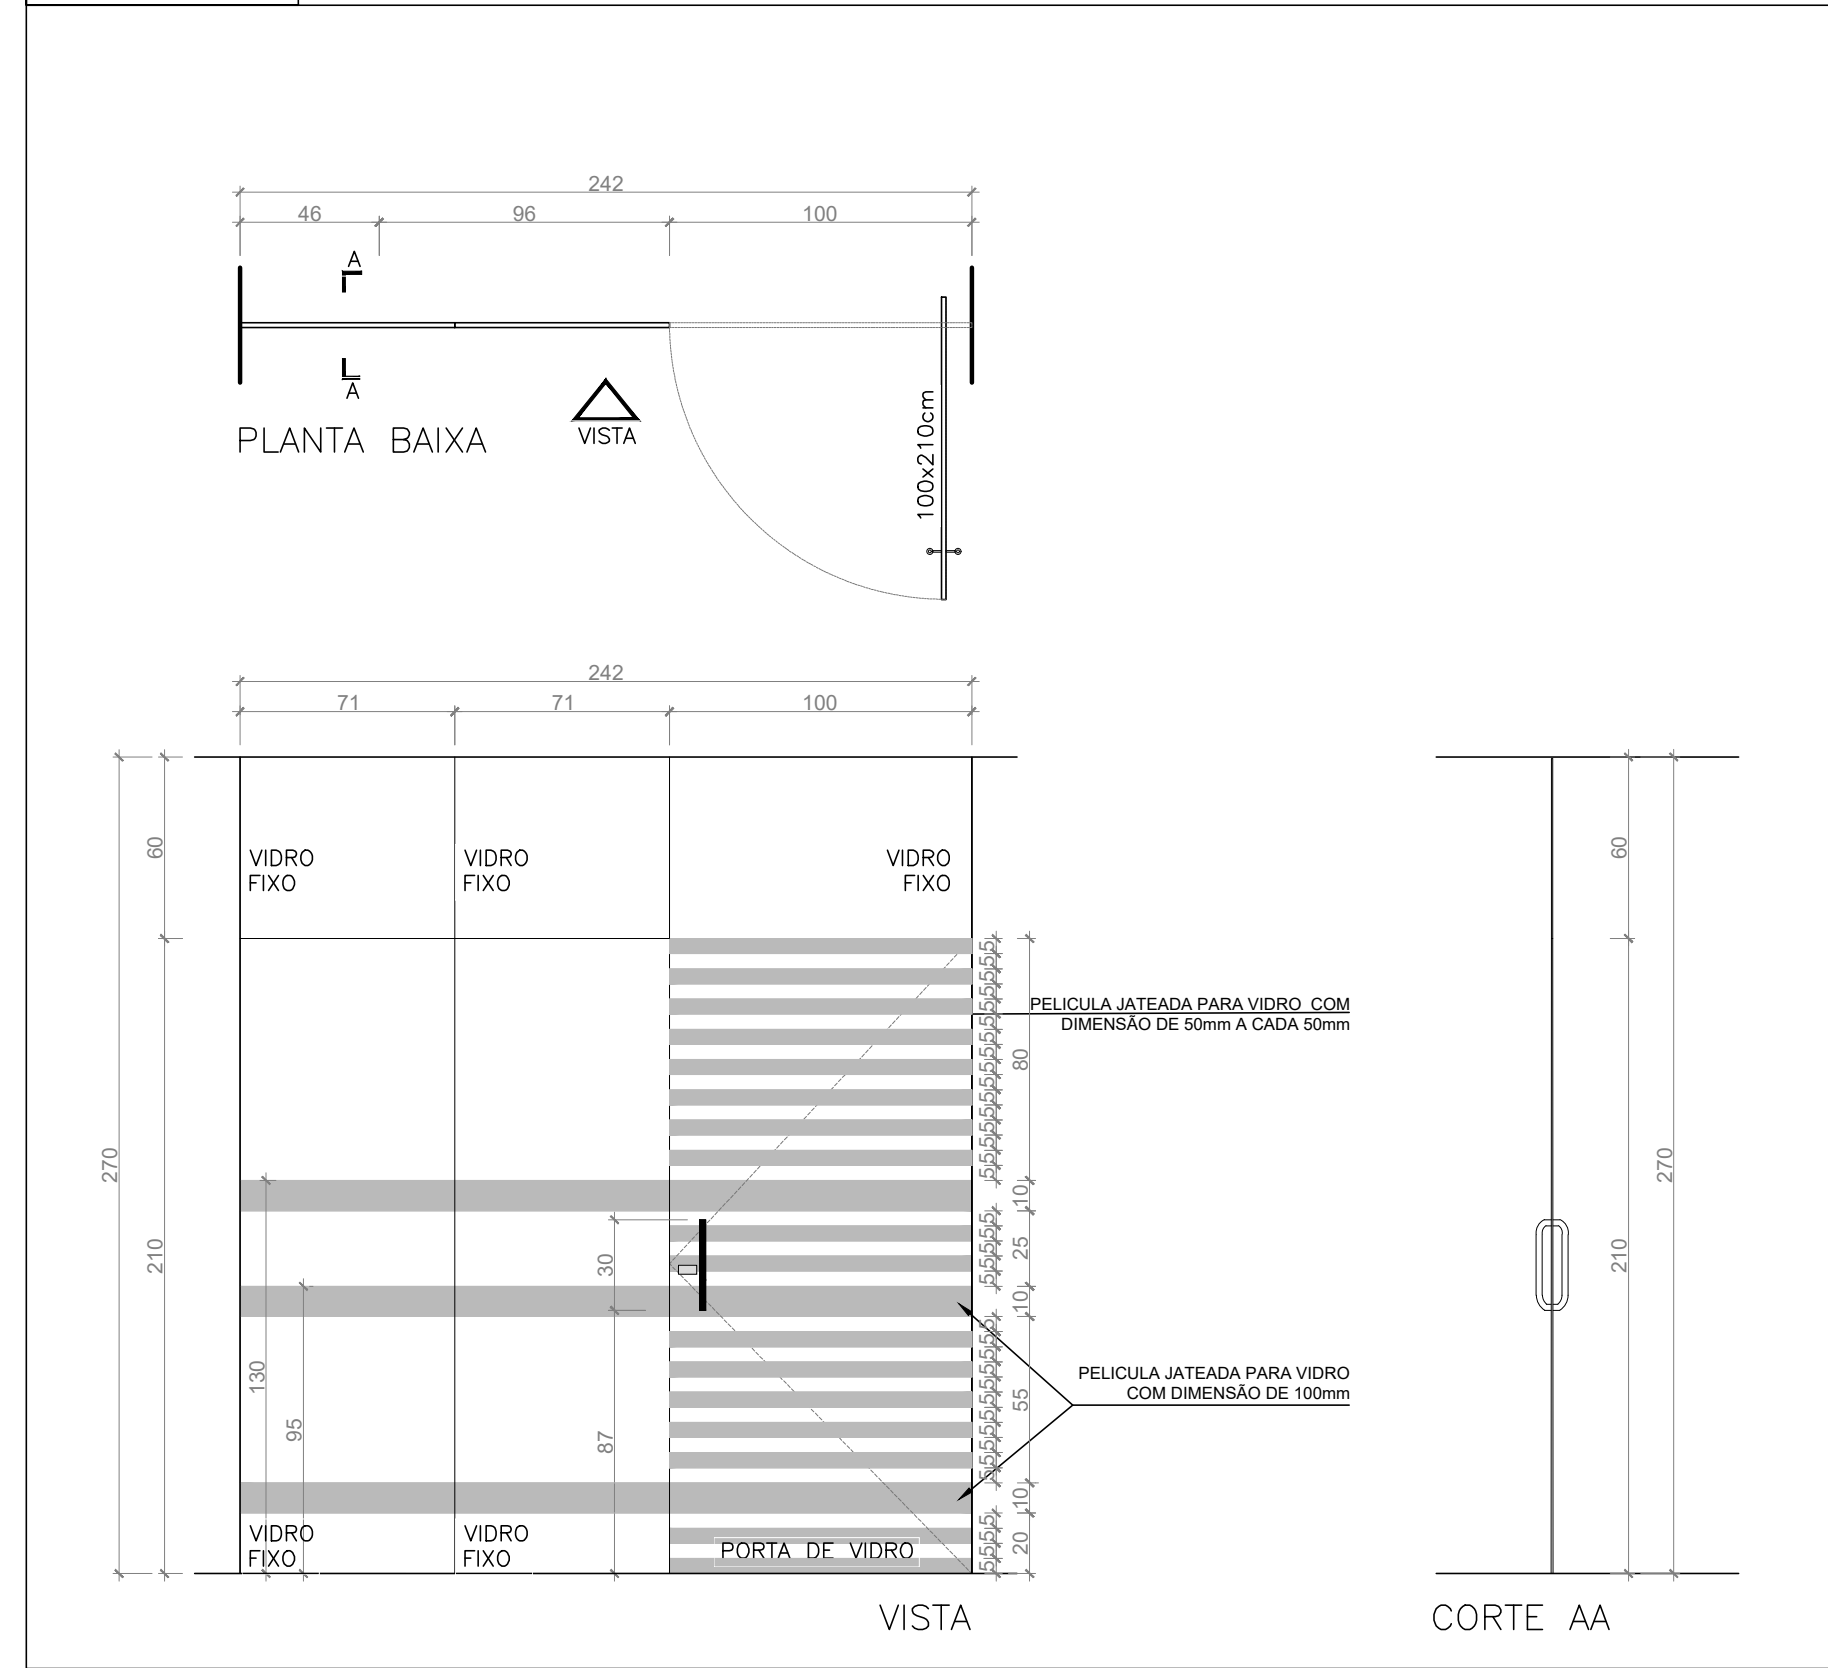 242
46 96 100
A
A
PLANTA BAIXA
VISTA
100x210cm
242
71 71 100
60
VIDRO
FIXO
VIDRO
FIXO
VIDRO
FIXO
60
PELICULA JATEADA PARA VIDRO COM
DIMENSÃO DE 50mm A CADA 50mm
80
270
210
10
25
30
10
130
95
87
PELICULA JATEADA PARA VIDRO
COM DIMENSÃO DE 100mm
55
10
20
270
210
VIDRO
FIXO
VIDRO
FIXO
PORTA DE VIDRO
VISTA
CORTE AA